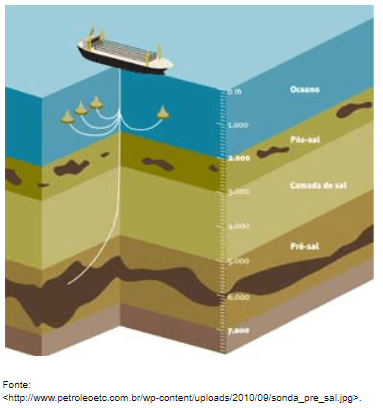 0 m
Oceano
1.000
Pós-sal
2.000
Camada de sal
3.000
4.000
Pré-sal
5.000
6.000
7.000
Fonte:
<http://www.petroleoetc.com.br/wp-content/uploads/2010/09/sonda_pre_sal.jpg>.